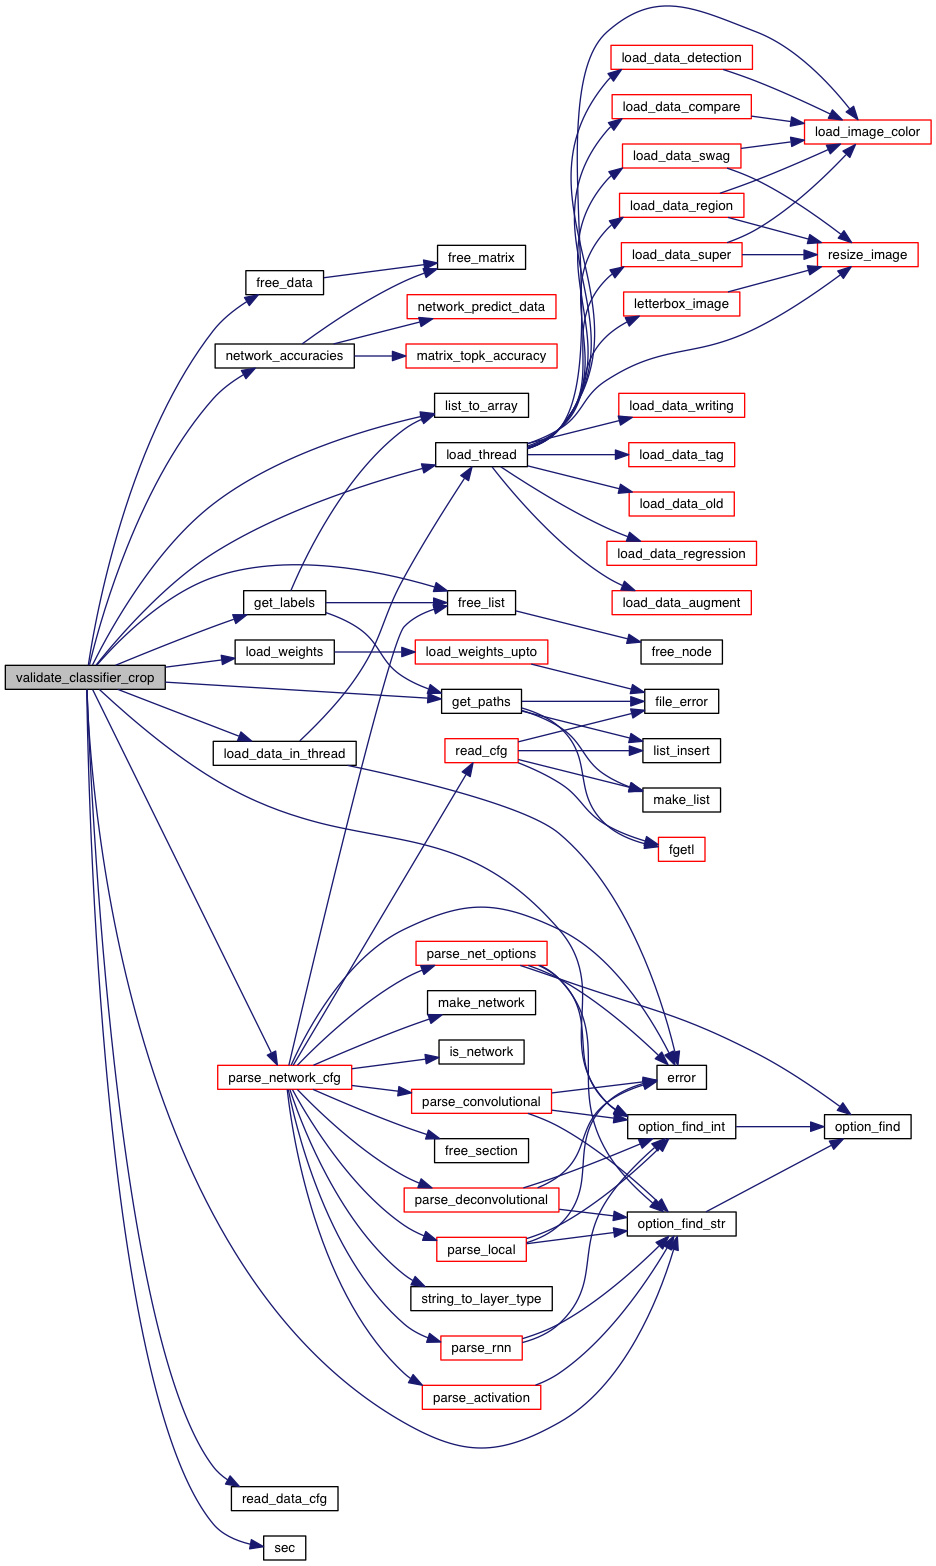 load_data_detection
load_data_compare
load_image_color
load_data_swag
load_data_region
free_matrix
load_data_super
resize_image
free_data
letterbox_image
network_predict_data
network_accuracies
matrix_topk_accuracy
list_to_array
load_data_writing
load_thread
load_data_tag
load_data_old
load_data_regression
get_labels
free_list
load_data_augment
load_weights
load_weights_upto
free_node
validate_classifier_crop
get_paths
file_error
load_data_in_thread
read_cfg
list_insert
make_list
fgetl
parse_net_options
make_network
is_network
parse_network_cfg
error
parse_convolutional
option_find_int
option_find
free_section
parse_deconvolutional
option_find_str
parse_local
string_to_layer_type
parse_rnn
parse_activation
read_data_cfg
sec